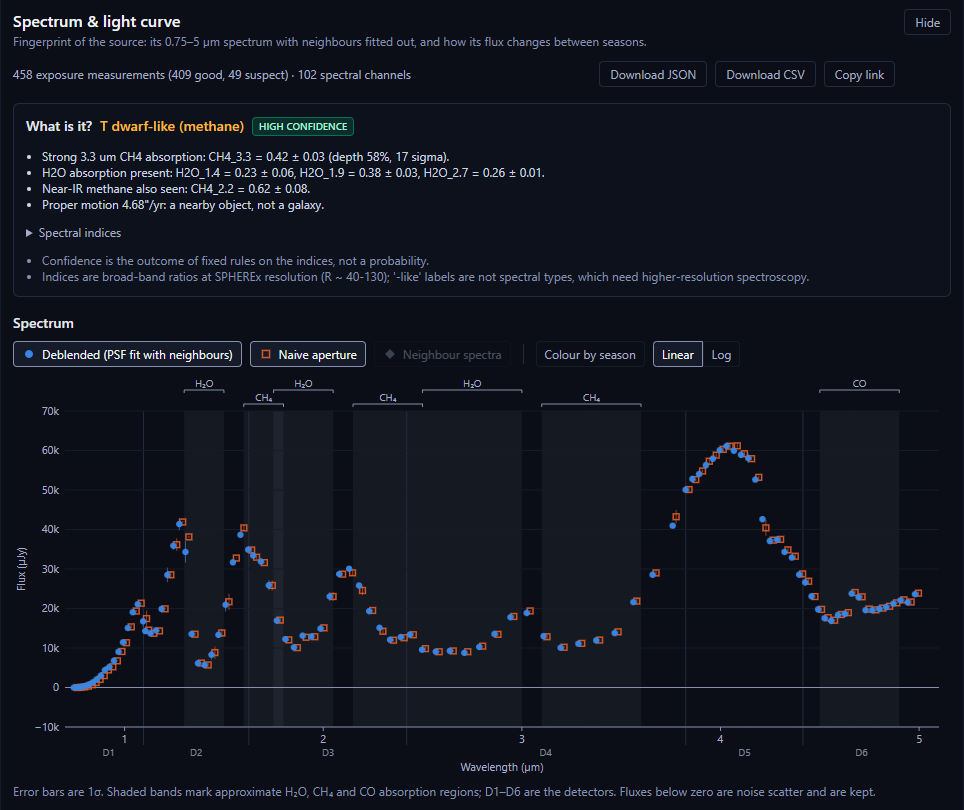 Spectrum & light curve
Hide
Fingerprint of the source: its 0.75–5 µm spectrum with neighbours fitted out, and how its flux changes between seasons.
458 exposure measurements (409 good, 49 suspect) · 102 spectral channels
Download JSON
Download CSV
Copy link
What is it? T dwarf-like (methane) HIGH CONFIDENCE
• Strong 3.3 um CH4 absorption: CH4_3.3 = 0.42 ± 0.03 (depth 58%, 17 sigma).
• H2O absorption present: H2O_1.4 = 0.23 ± 0.06, H2O_1.9 = 0.38 ± 0.03, H2O_2.7 = 0.26 ± 0.01.
• Near-IR methane also seen: CH4_2.2 = 0.62 ± 0.08.
• Proper motion 4.68"/yr: a nearby object, not a galaxy.
▶ Spectral indices
• Confidence is the outcome of fixed rules on the indices, not a probability.
• Indices are broad-band ratios at SPHEREx resolution (R ~ 40-130); '-like' labels are not spectral types, which need higher-resolution spectroscopy.
Spectrum
Deblended (PSF fit with neighbours)
Naive aperture
Neighbour spectra
Colour by season
Linear
Log
H₂O
H₂O
H₂O
CO
CH₄
CH₄
CH₄
70k
60k
50k
40k
30k
20k
10k
0
−10k
Flux (µJy)
1
2
3
4
5
D1
D2
D3
D4
D5
D6
Wavelength (µm)
Error bars are 1σ. Shaded bands mark approximate H₂O, CH₄ and CO absorption regions; D1–D6 are the detectors. Fluxes below zero are noise scatter and are kept.